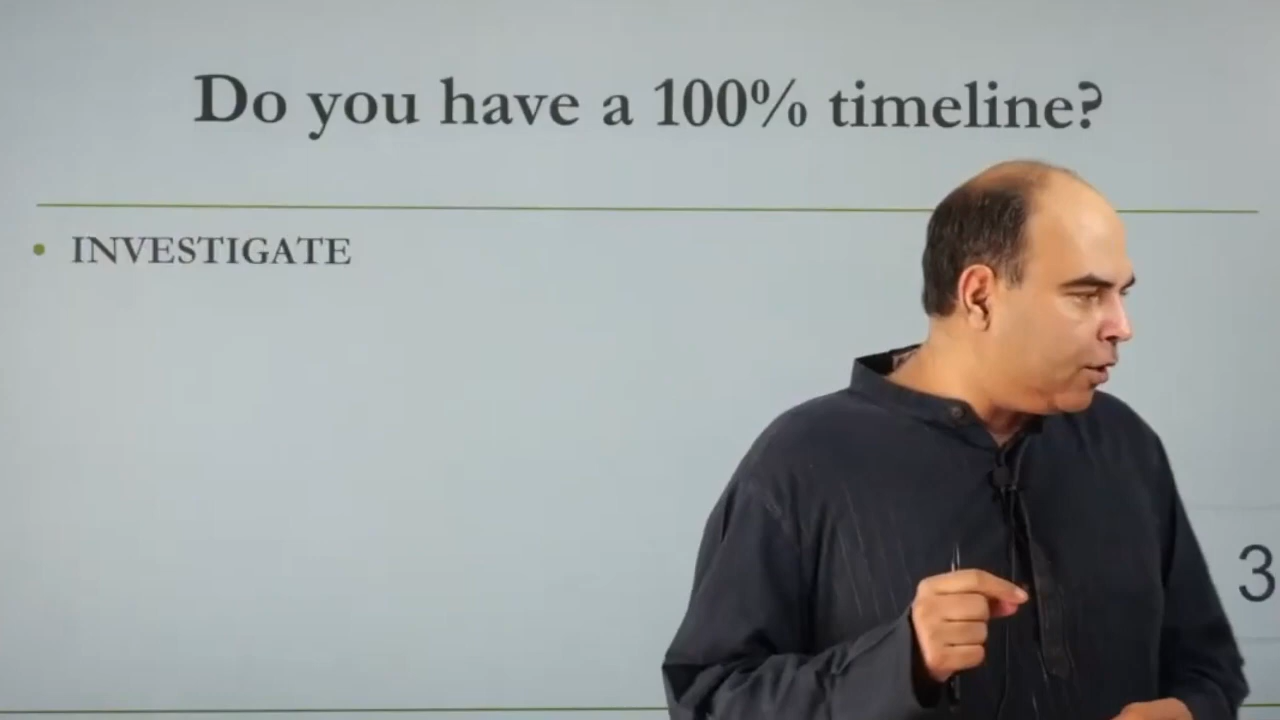 Do you have a 100% timeline?
• INVESTIGATE
3